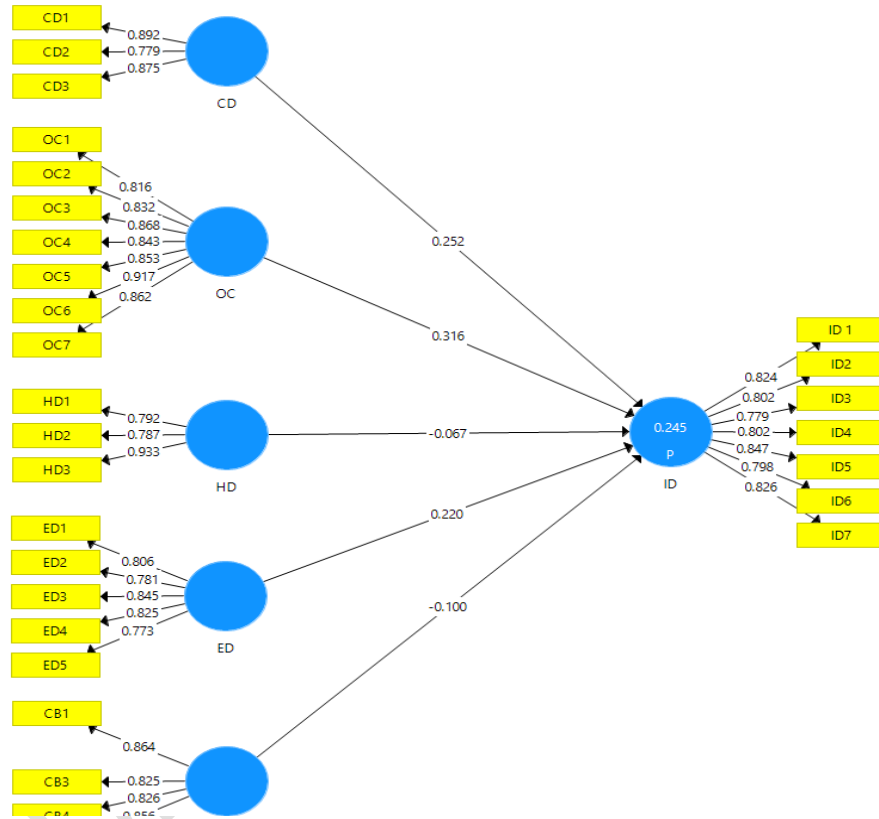 CD1
0.892
CD2
0.779
0.875
CD3
CD
OC1
OC2
0.816
0.832
OC3
0.868
OC4
0.843
0.853
OC5
0.917
0.862
OC6
OC7
OC
HD1
0.792
HD2
0.787
0.933
HD3
HD
ED1
ED2
0.806
0.781
ED3
0.845
0.825
ED4
0.773
ED5
ED
CB1
0.864
CB3
0.825
0.826
CB4
0.856
0.252
0.316
-0.067
0.220
-0.100
0.245
P
ID
ID 1
ID2
0.824
0.802
ID3
0.779
ID4
0.802
0.847
ID5
0.798
0.826
ID6
ID7